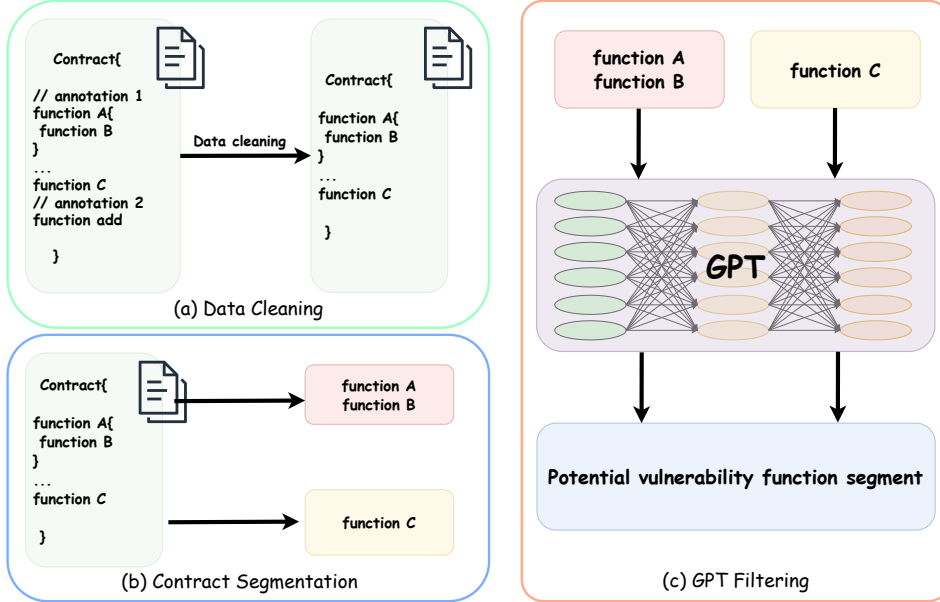 Contract{
// annotation 1
function A{
function B
}
...
function C
// annotation 2
function add
}
Data cleaning
Contract{
function A{
function B
}
...
function C
}
(a) Data Cleaning
Contract{
function A{
function B
}
...
function C
}
function A
function B
function C
(b) Contract Segmentation
function A
function B
function C
GPT
Potential vulnerability function segment
(c) GPT Filtering